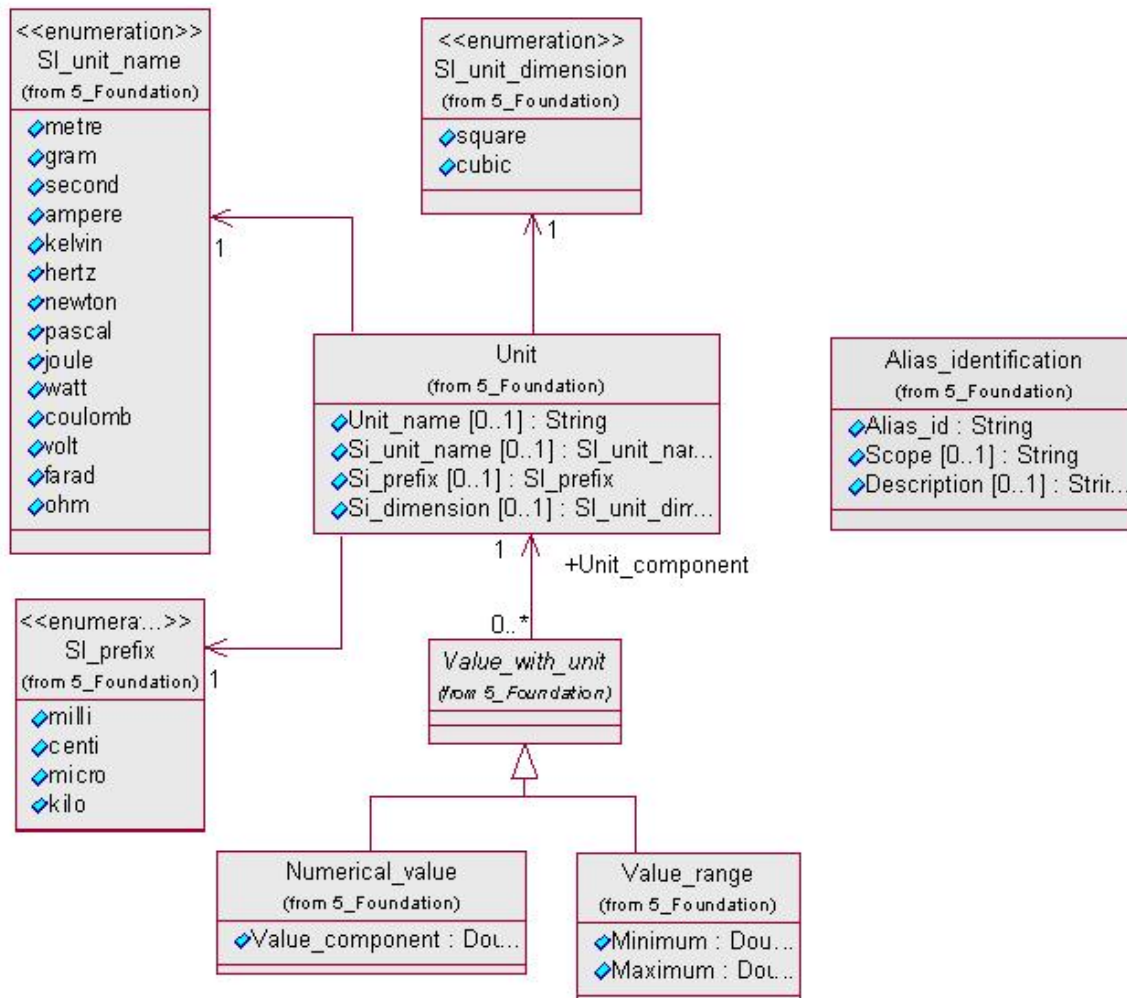 <<enumeration>>
SI_unit_name
(from 5_Foundation)
metre
gram
second
ampere
kelvin
hertz
newton
pascal
joule
watt
coulomb
volt
farad
ohm
1
<<enumeration>>
SI_unit_dimension
(from 5_Foundation)
square
cubic
1
Unit
(from 5_Foundation)
Unit_name [0..1] : String
Si_unit_name [0..1] : SI_unit_nar...
Si_prefix [0..1] : SI_prefix
Si_dimension [0..1] : SI_unit_dim...
Alias_identification
(from 5_Foundation)
Alias_id : String
Scope [0..1] : String
Description [0..1] : Strir...
1
+Unit_component
0..*
<<enumera...>>
SI_prefix
(from 5_Foundation)
1
milli
centi
micro
kilo
Value_with_unit
(from 5_Foundation)
Numerical_value
(from 5_Foundation)
Value_component : Dou...
Value_range
(from 5_Foundation)
Minimum : Dou...
Maximum : Dou...